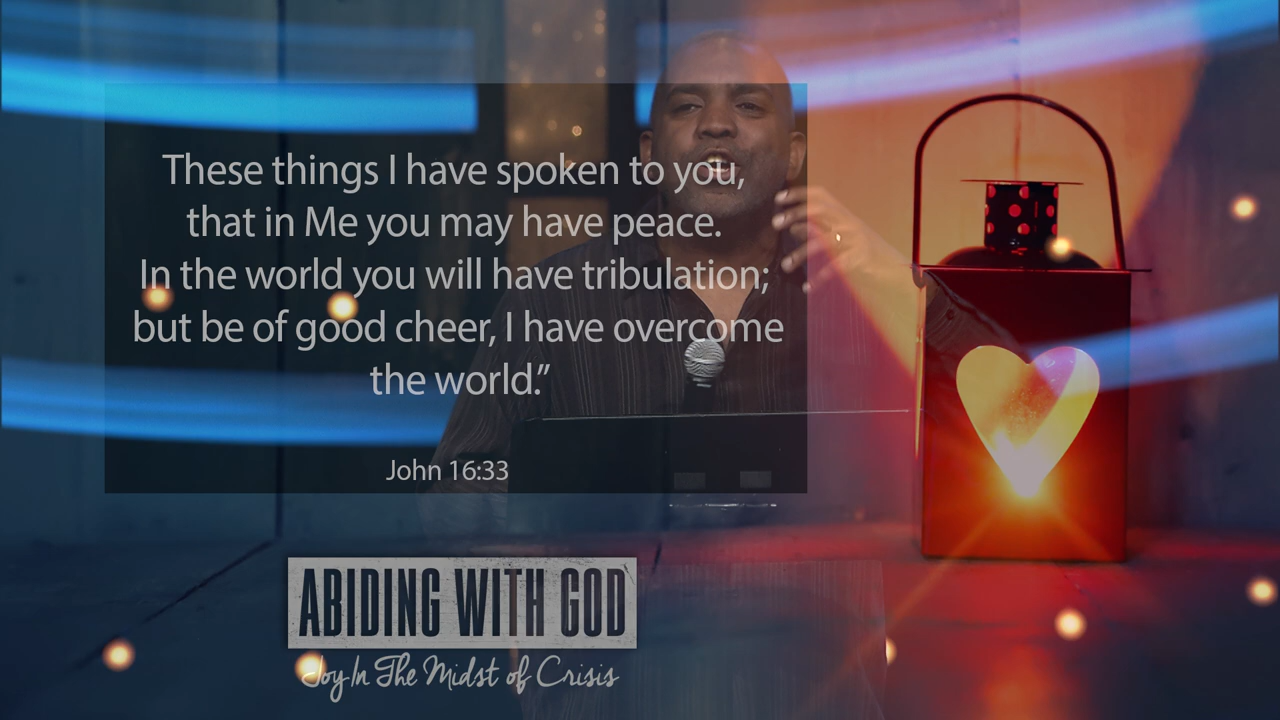 These things I have spoken to you,
that in Me you may have peace.
In the world you will have tribulation;
but be of good cheer, I have overcome
the world.”
John 16:33
ABIDING WITH GOD
Joy In The Midst of Crisis